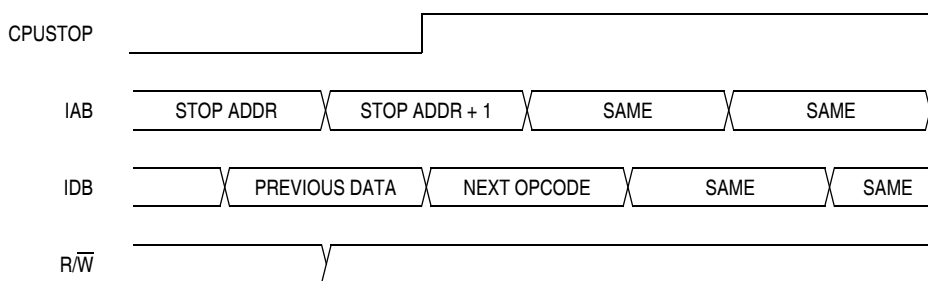 CPUSTOP
IAB STOP ADDR STOP ADDR + 1 SAME SAME
IDB PREVIOUS DATA NEXT OPCODE SAME SAME
R/W̅